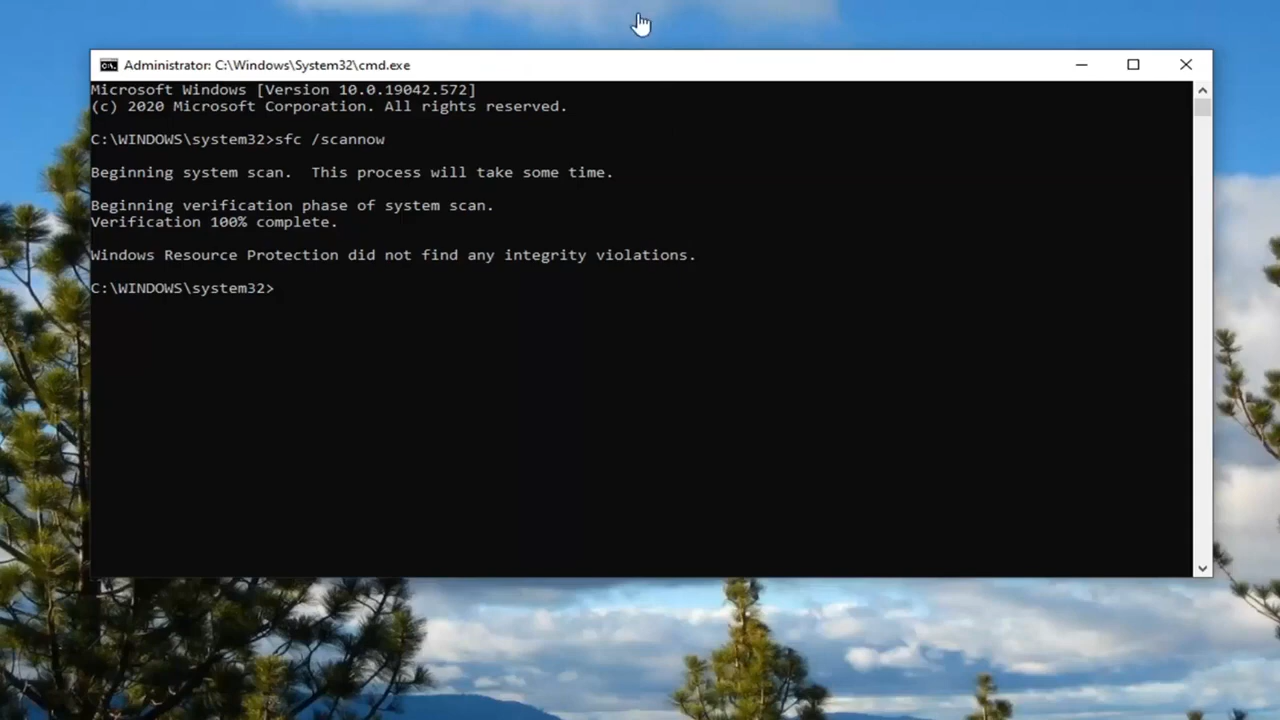 Administrator: C:\Windows\System32\cmd.exe
Microsoft Windows [Version 10.0.19042.572]
(c) 2020 Microsoft Corporation. All rights reserved.
C:\WINDOWS\system32>sfc /scannow
Beginning system scan.  This process will take some time.
Beginning verification phase of system scan.
Verification 100% complete.
Windows Resource Protection did not find any integrity violations.
C:\WINDOWS\system32>